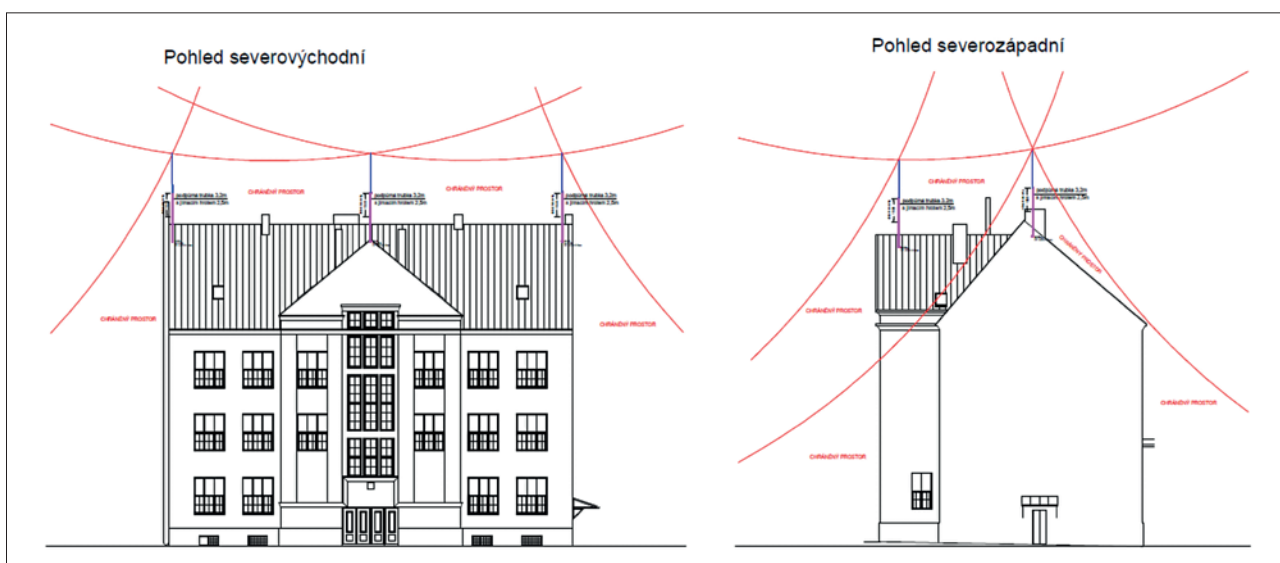 Pohled severovýchodní
Pohled severozápadní
CHRÁNĚNÝ PROSTOR
CHRÁNĚNÝ PROSTOR
CHRÁNĚNÝ PROSTOR
podpůrná trubka 3,2m
s jímacím hrotem 2,5m
podpůrná trubka 3,2m
s jímacím hrotem 2,5m
podpůrná trubka 3,2m
s jímacím hrotem 2,5m
podpůrná trubka 3,2m
s jímacím hrotem 2,5m
podpůrná trubka 3,2m
s jímacím hrotem 2,5m
CHRÁNĚNÝ PROSTOR
CHRÁNĚNÝ PROSTOR
CHRÁNĚNÝ PROSTOR
CHRÁNĚNÝ PROSTOR
CHRÁNĚNÝ PROSTOR
CHRÁNĚNÝ PROSTOR